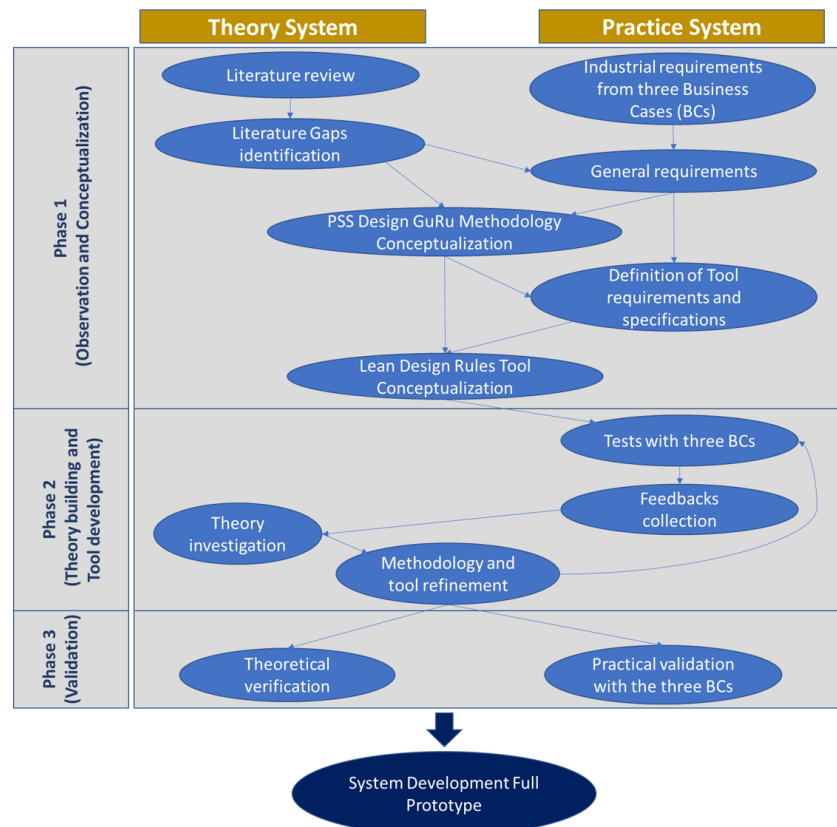 Theory System
Practice System
Phase 1
(Observation and Conceptualization)
Literature review
Industrial requirements
from three Business
Cases (BCs)
Literature Gaps
identification
General requirements
PSS Design GuRu Methodology
Conceptualization
Definition of Tool
requirements and
specifications
Lean Design Rules Tool
Conceptualization
Phase 2
(Theory building and
Tool development)
Tests with three BCs
Feedbacks
collection
Theory
investigation
Methodology and
tool refinement
Phase 3
(Validation)
Theoretical
verification
Practical validation
with the three BCs
System Development Full
Prototype